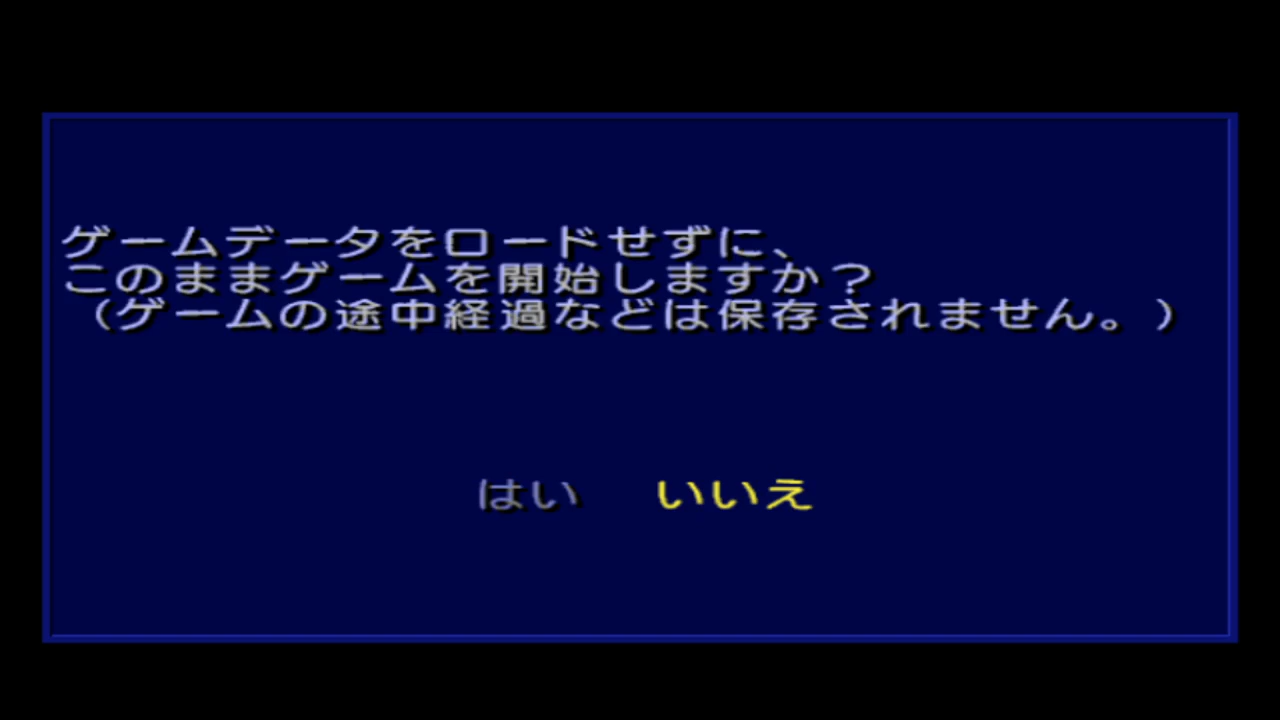 ゲームデータをロードせずに、
このままゲームを開始しますか？
（ゲームの途中経過などは保存されません。）
はい　いいえ